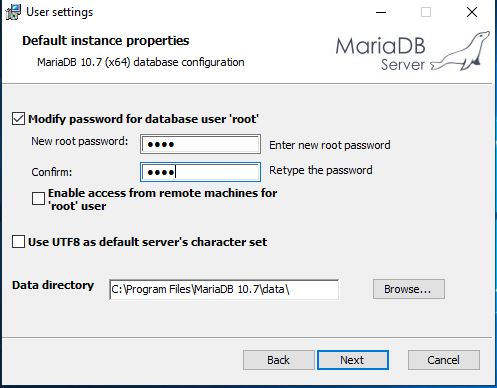 User settings
Default instance properties
MariaDB 10.7 (x64) database configuration
MariaDB
Server
Modify password for database user 'root'
New root password: •••• Enter new root password
Confirm: •••• Retype the password
Enable access from remote machines for
'root' user
Use UTF8 as default server's character set
Data directory C:\Program Files\MariaDB 10.7\data\ Browse...
Back Next Cancel